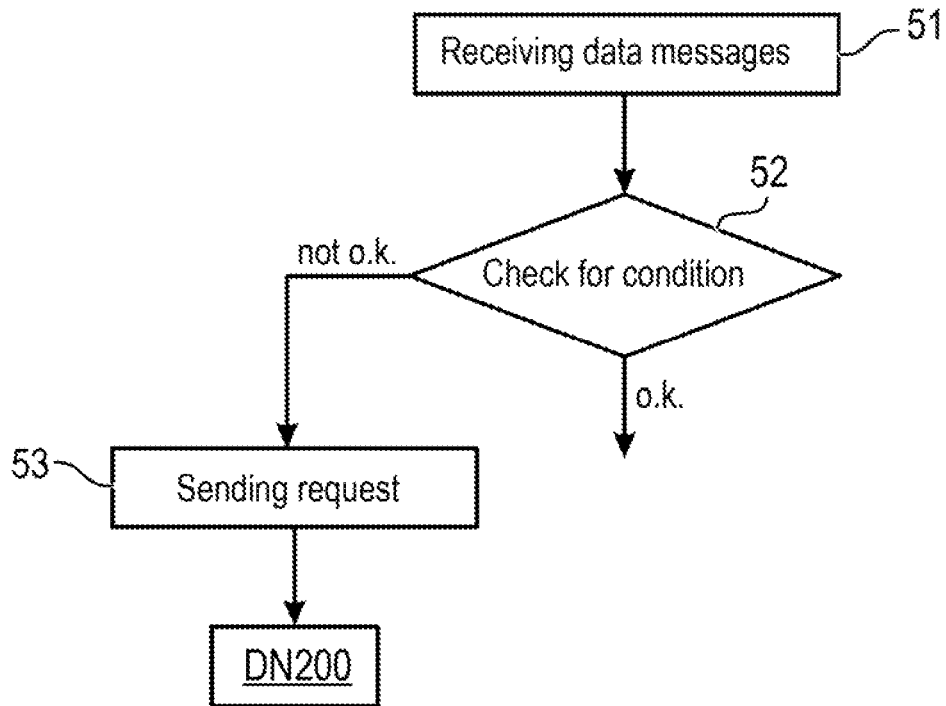 51
Receiving data messages
52
not o.k.
Check for condition
o.k.
53
Sending request
DN200